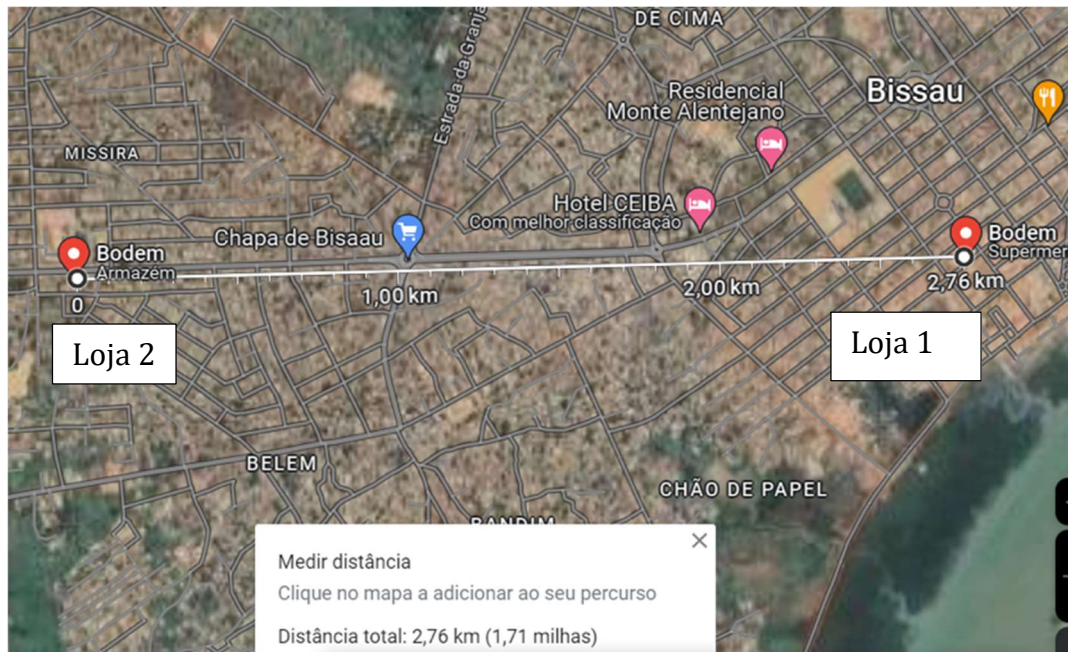 DE CIMA
Estrada da Granja
Bissau
Residencial
Monte Alentejano
MISSIRA
Hotel CEIBA
Com melhor classificação
Chapa de Bisaau
Bodem
Armazém
Bodem
Supermer
0
1,00 km
2,00 km
2,76 km
Loja 2
Loja 1
BELEM
CHÃO DE PAPEL
BANDIM
Medir distância
Clique no mapa a adicionar ao seu percurso
Distância total: 2,76 km (1,71 milhas)